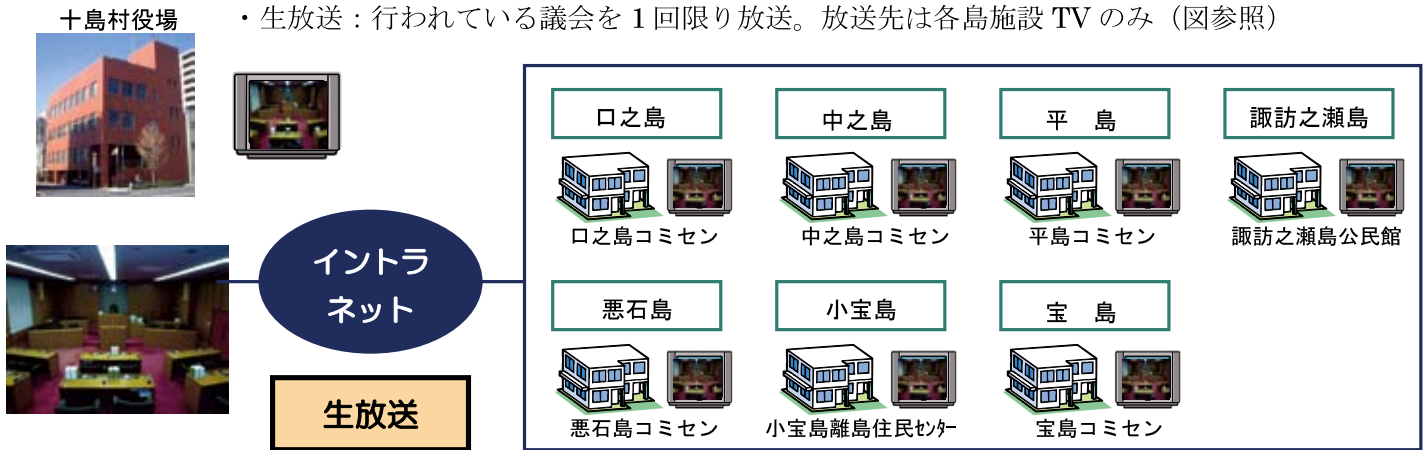 十島村役場
・生放送：行われている議会を1回限り放送。放送先は各島施設TVのみ（図参照）
口之島
中之島
平　島
諏訪之瀬島
口之島コミセン
中之島コミセン
平島コミセン
諏訪之瀬島公民館
イントラ
ネット
悪石島
小宝島
宝　島
悪石島コミセン
小宝島離島住民ｾﾝﾀｰ
宝島コミセン
生放送